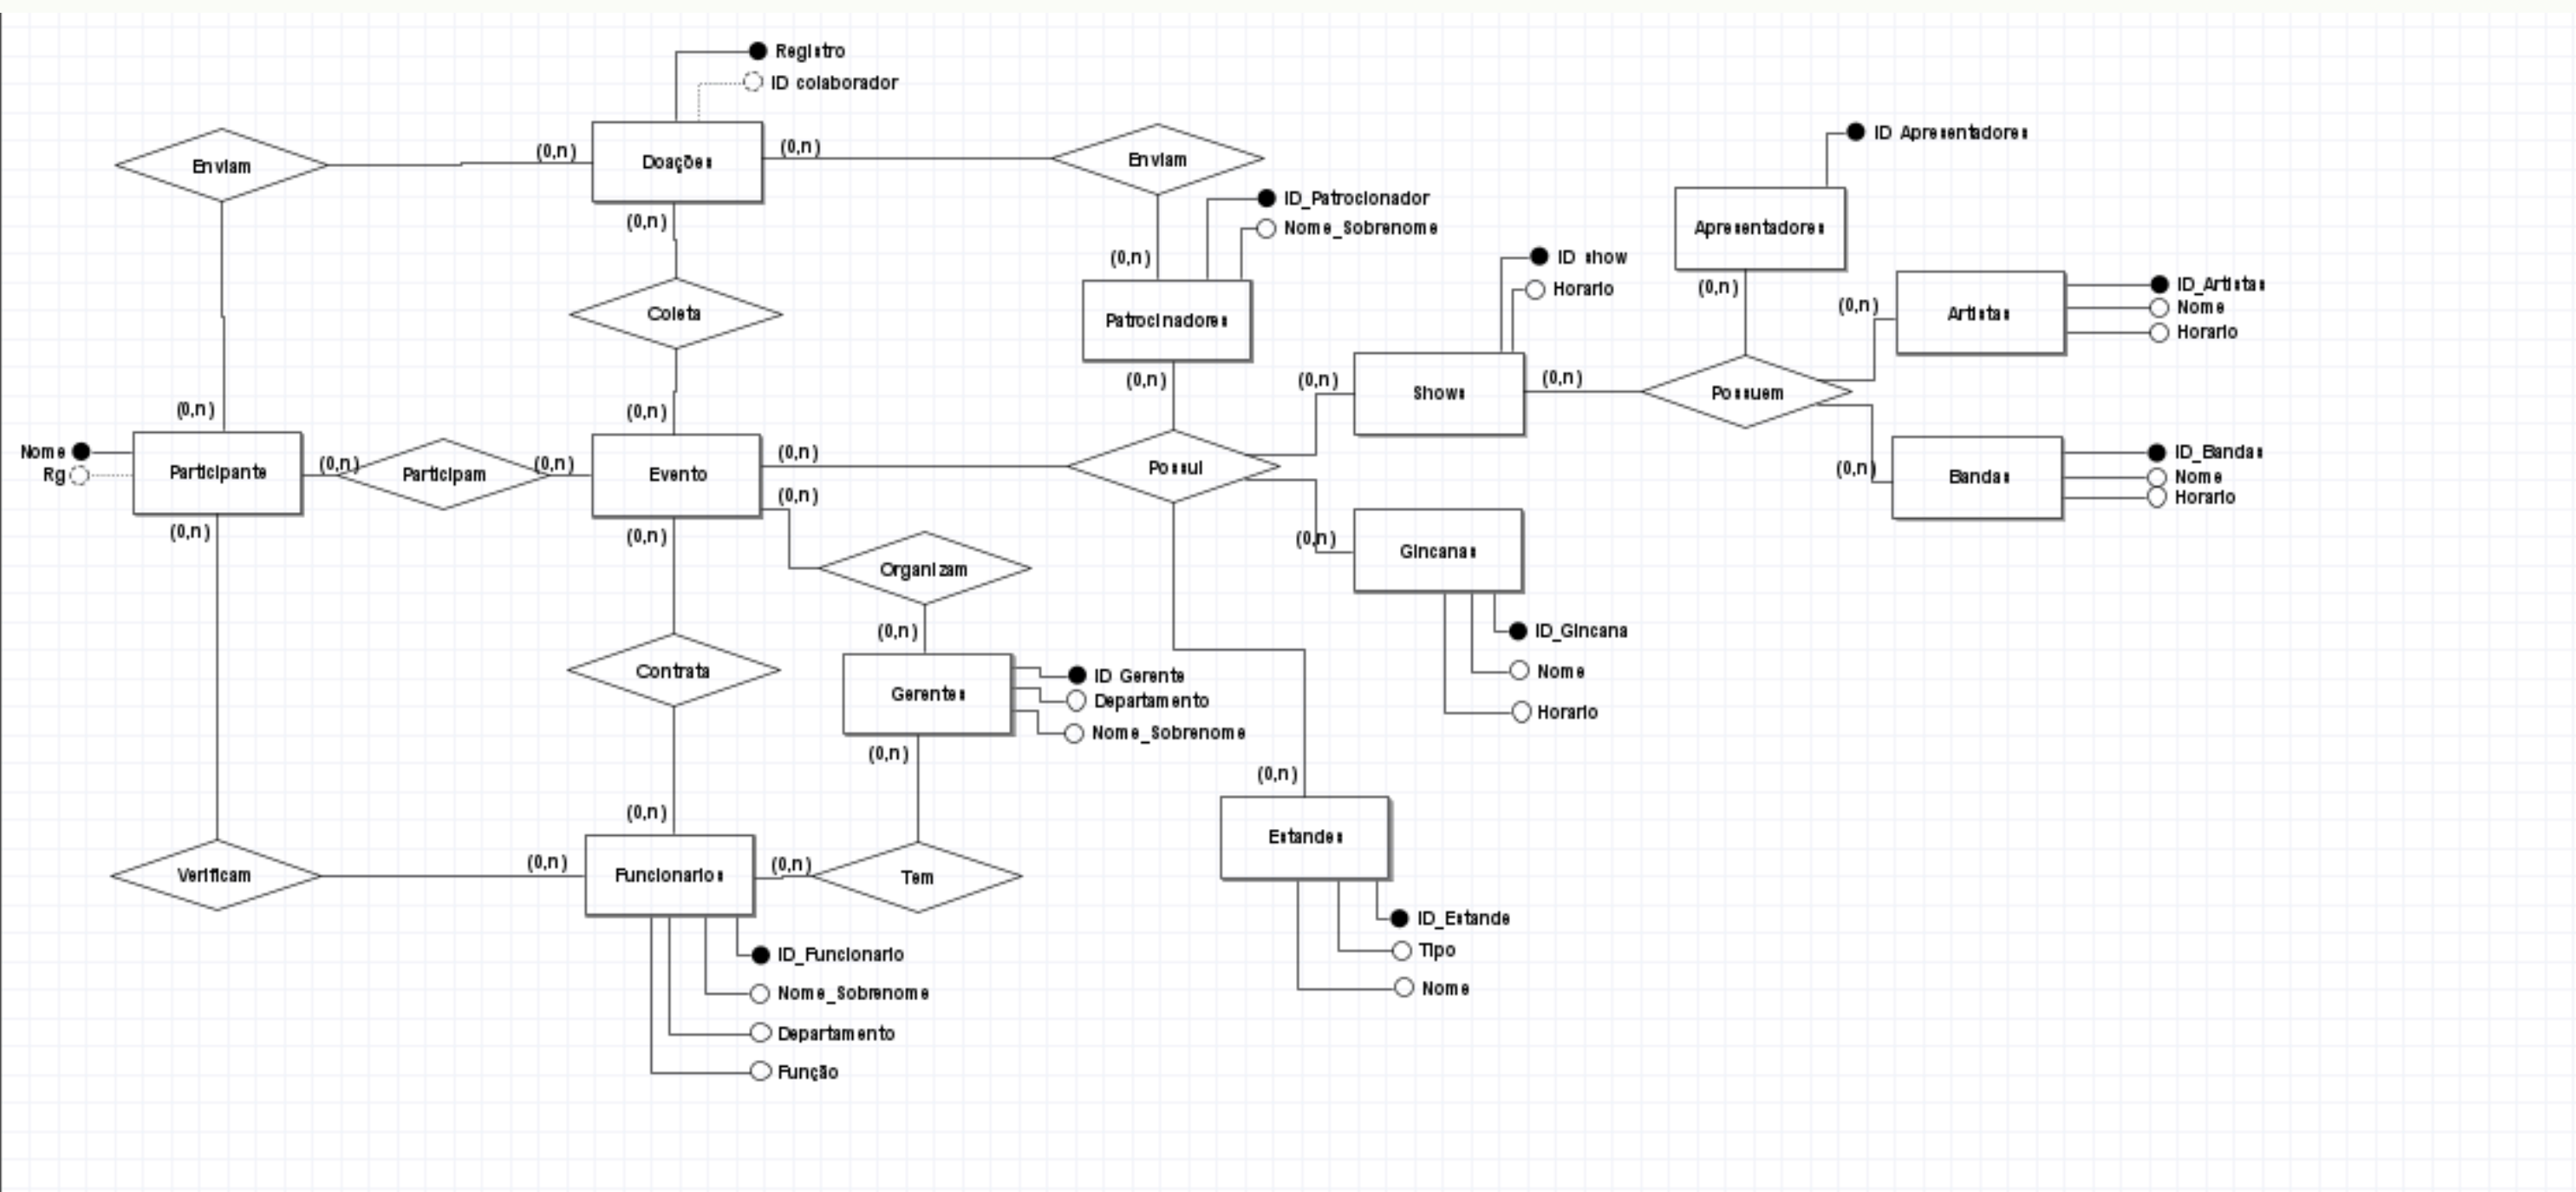 Registro
ID colaborador
Enviam
(0,n)
Doações
(0,n)
Enviam
(0,n)
ID_Patrocionador
Nome_Sobrenome
(0,n)
Patrocinadores
(0,n)
Coleta
(0,n)
ID show
Horario
(0,n)
Shows
(0,n)
ID Apresentadores
Apresentadores
(0,n)
Possuem
(0,n)
Artistas
ID_Artistas
Nome
Horario
(0,n)
Bandas
ID_Bandas
Nome
Horario
(0,n)
Nome
Rg
Participante
(0,n)
Participam
(0,n)
Evento
(0,n)
Possui
(0,n)
(0,n)
(0,n)
(0,n)
Gincanas
ID_Gincana
Nome
Horario
Organizam
(0,n)
Contrata
Gerentes
ID Gerente
Departamento
Nome_Sobrenome
(0,n)
(0,n)
(0,n)
Estandes
ID_Estande
Tipo
Nome
Verificam
(0,n)
Funcionarios
(0,n)
Tem
ID_Funcionario
Nome_Sobrenome
Departamento
Função